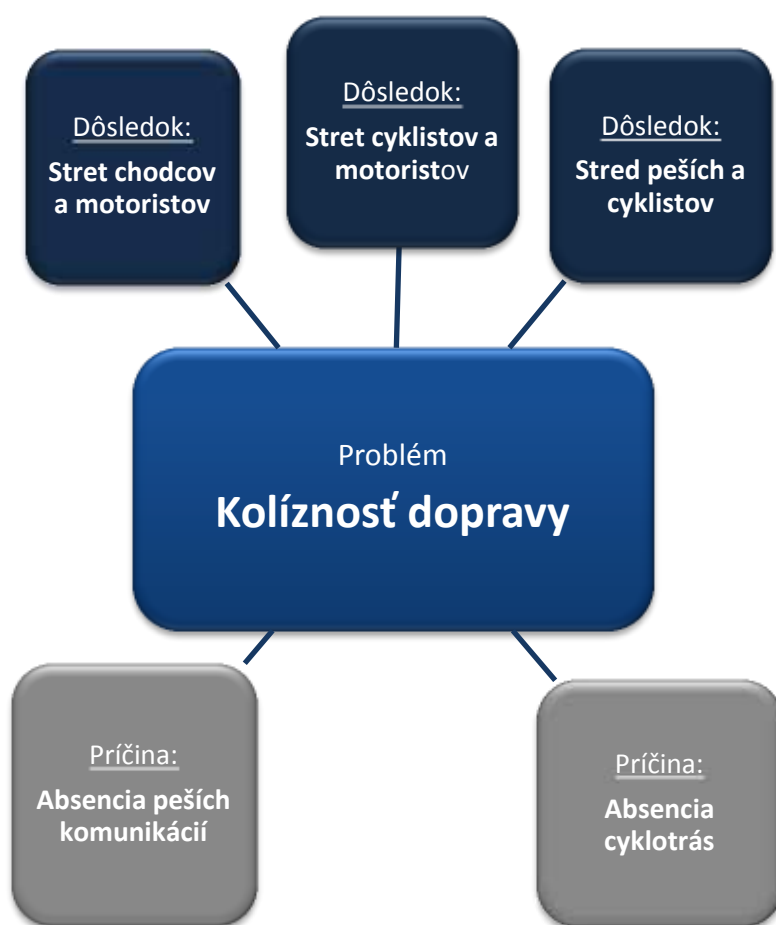 Dôsledok:
Stret chodcov
a motoristov
Dôsledok:
Stret cyklistov a
motoristov
Dôsledok:
Stred peších a
cyklistov
Problém
Kolíznosť dopravy
Príčina:
Absencia peších
komunikácií
Príčina:
Absencia
cyklotrás